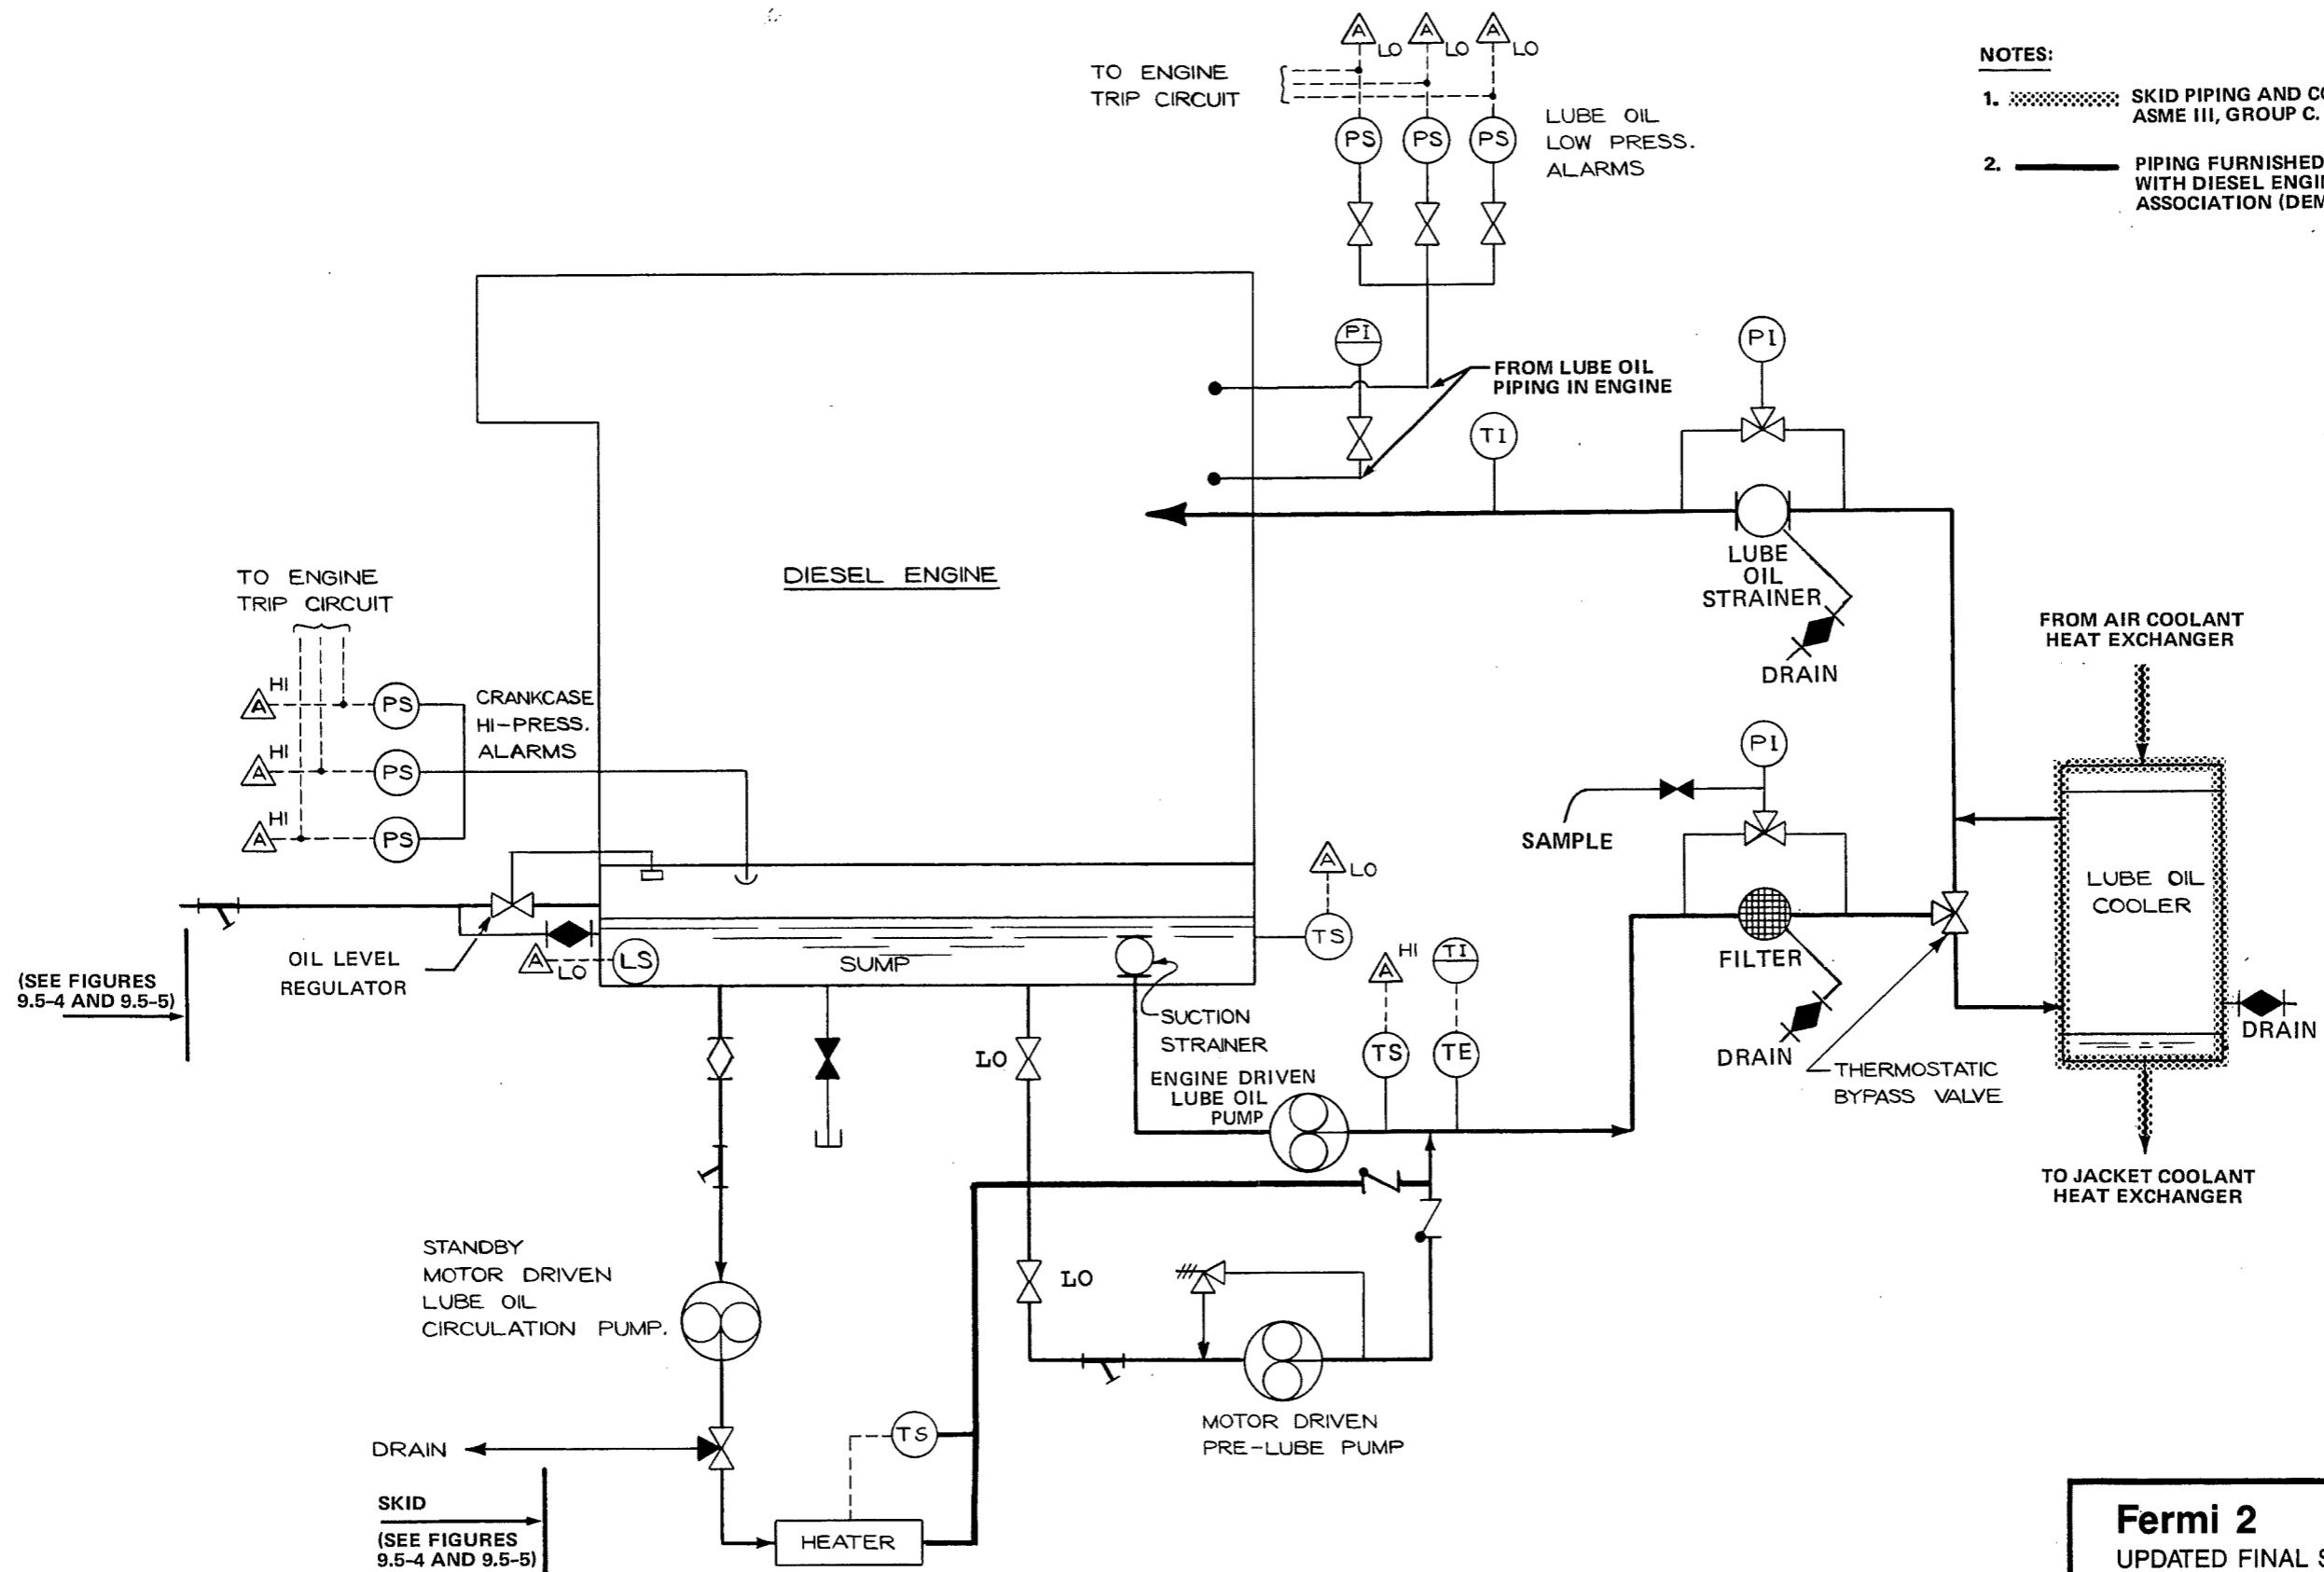 A LO A LO A LO
TO ENGINE
TRIP CIRCUIT
PS PS PS
LUBE OIL
LOW PRESS.
ALARMS
NOTES:
1. SKID PIPING AND
ASME III, GROUP C.
2. PIPING FURNISHED
WITH DIESEL
ASSOCIATION
PI
FROM LUBE OIL
PIPING IN ENGINE
TI
PI
LUBE
OIL
STRAINER
DRAIN
DIESEL ENGINE
TO ENGINE
TRIP CIRCUIT
A HI PS
A HI PS
A HI PS
CRANKCASE
HI-PRESS.
ALARMS
FROM AIR COOLANT
HEAT EXCHANGER
PI
SAMPLE
FILTER
DRAIN
THERMOSTATIC
BYPASS VALVE
LUBE OIL
COOLER
DRAIN
TO JACKET COOLANT
HEAT EXCHANGER
A LO
TS
OIL LEVEL
REGULATOR
A LO
LS
SUMP
(SEE FIGURES
9.5-4 AND 9.5-5)
SUCTION
STRAINER
A HI
TI
TS
TE
LO
ENGINE DRIVEN
LUBE OIL
PUMP
LO
STANDBY
MOTOR DRIVEN
LUBE OIL
CIRCULATION PUMP.
MOTOR DRIVEN
PRE-LUBE PUMP
TS
DRAIN
HEATER
SKID
(SEE FIGURES
9.5-4 AND 9.5-5)
Fermi 2
UPDATED FINAL